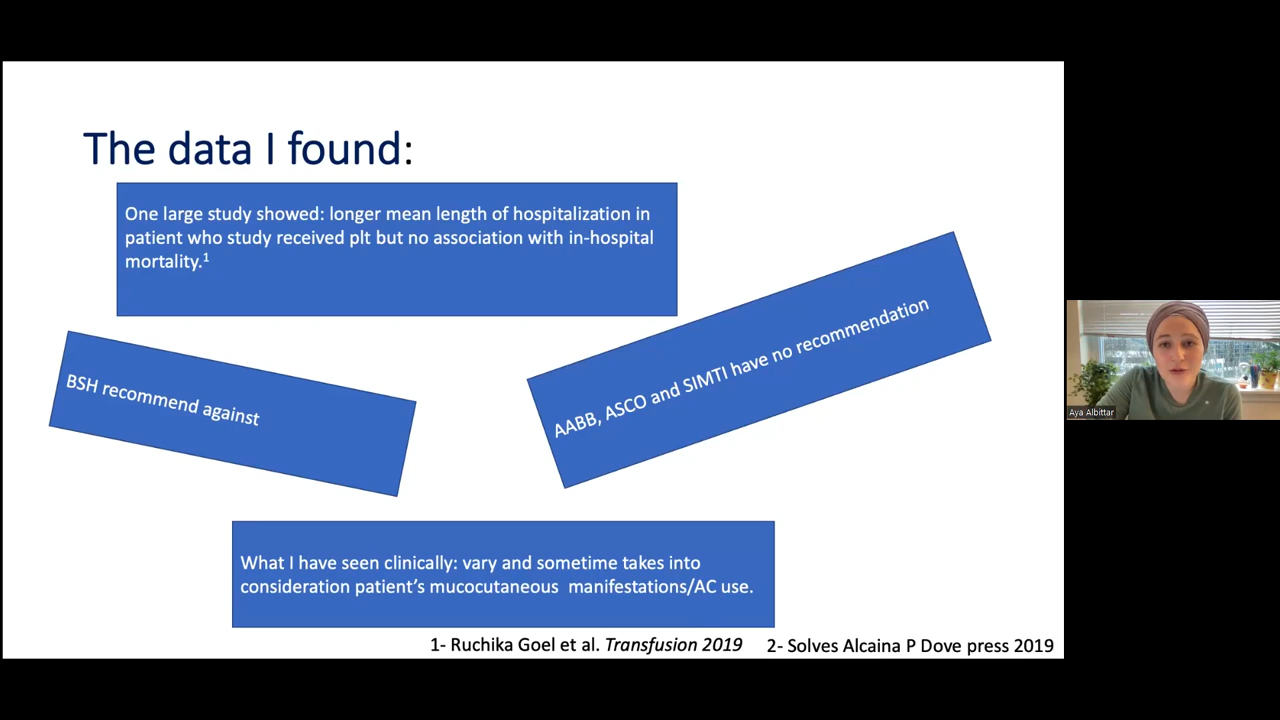 The data I found:
One large study showed: longer mean length of hospitalization in
patient who study received plt but no association with in-hospital
mortality.1
BSH recommend against
AABB, ASCO and SIMTI have no recommendation
What I have seen clinically: vary and sometime takes into
consideration patient's mucocutaneous manifestations/AC use.
1- Ruchika Goel et al. Transfusion 2019 2- Solves Alcaina P Dove press 2019
Aya Albittar